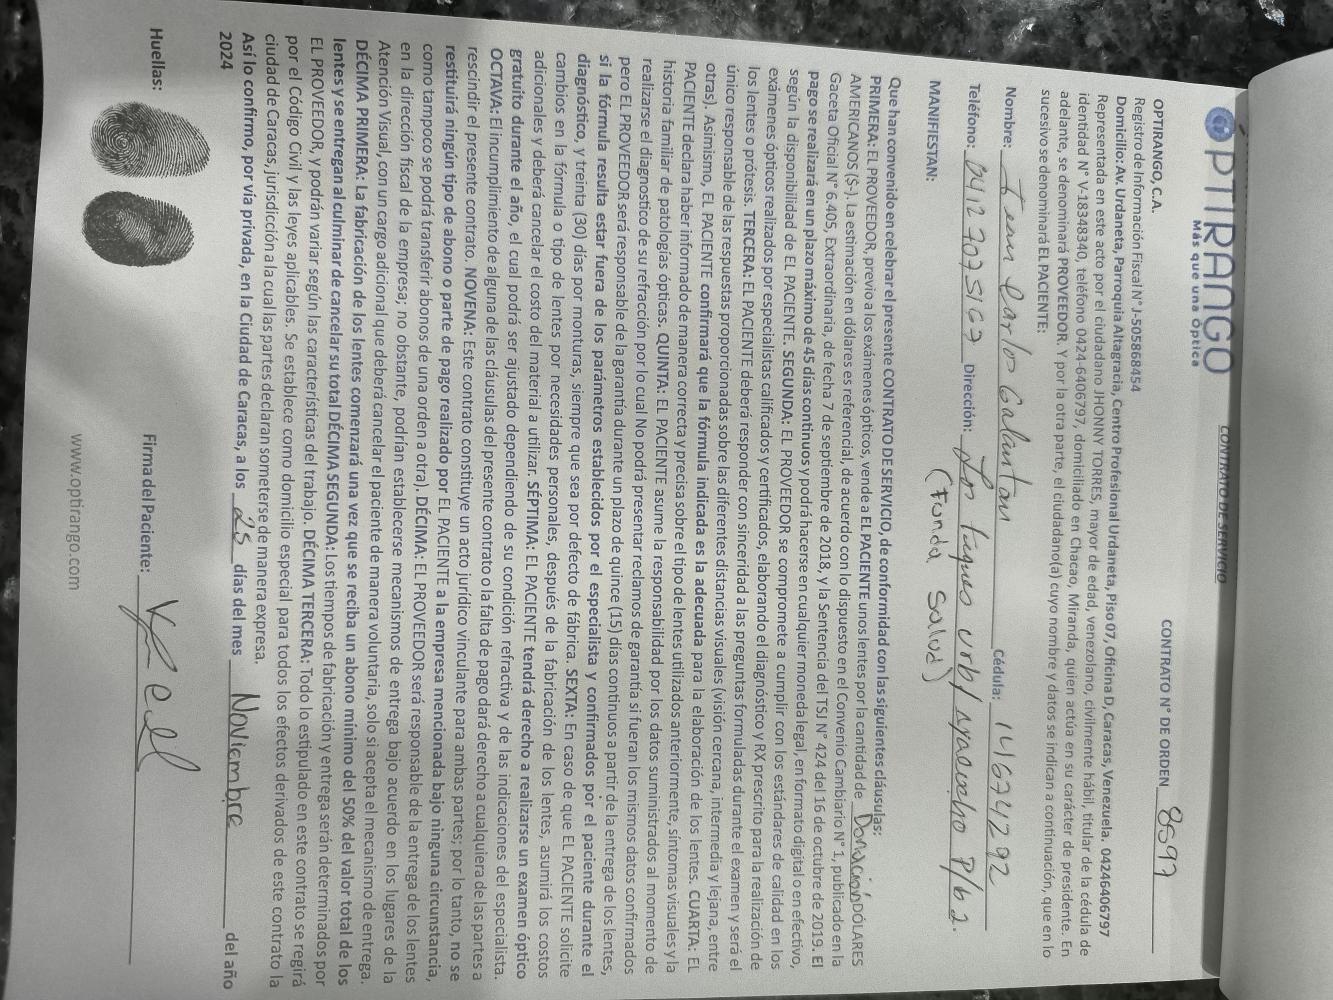 OPTIRANGO
Más que una Óptica
CONTRATO DE SERVICIO
CONTRATO N° DE ORDEN 8597
OPTIRANGO, C.A.
Registro de Información Fiscal N° J-505868454
Domicilio: Av. Urdaneta, Parroquia Altagracia, Centro Profesional Urdaneta, Piso 07, Oficina D, Caracas, Venezuela. 04246406797
Representada en este acto por el ciudadano JHONNY TORRES, mayor de edad, venezolano, civilmente hábil, titular de la cédula de
identidad N° V-18348340, teléfono 0424-6406797, domiciliado en Chacao, Miranda, quien actúa en su carácter de presidente. En
adelante, se denominará PROVEEDOR. Y por la otra parte, el ciudadano(a) cuyo nombre y datos se indican a continuación, que en lo
sucesivo se denominará EL PACIENTE:
Nombre: Jean Carlos Galantan Cédula: 14674292
Teléfono: 04127073167 Dirección: Los taques urb/ ayacucho P/b 2.
(Funda Salud)
MANIFIESTAN:
Que han convenido en celebrar el presente CONTRATO DE SERVICIO, de conformidad con las siguientes cláusulas:
PRIMERA: EL PROVEEDOR, previo a los exámenes ópticos, vende a EL PACIENTE unos lentes por la cantidad de Donación DÓLARES
AMERICANOS ($-). La estimación en dólares es referencial, de acuerdo con lo dispuesto en el Convenio Cambiario N° 1, publicado en la
Gaceta Oficial N° 6.405, Extraordinaria, de fecha 7 de septiembre de 2018, y la Sentencia del TSJ N° 424 del 16 de octubre de 2019. El
pago se realizará en un plazo máximo de 45 días continuos y podrá hacerse en cualquier moneda legal, en formato digital o en efectivo,
según la disponibilidad de EL PACIENTE. SEGUNDA: EL PROVEEDOR se compromete a cumplir con los estándares de calidad en los
exámenes ópticos realizados por especialistas calificados y certificados, elaborando el diagnóstico y RX prescrito para la realización de
los lentes o prótesis. TERCERA: EL PACIENTE deberá responder con sinceridad a las preguntas formuladas durante el examen y será el
único responsable de las respuestas proporcionadas sobre las diferentes distancias visuales (visión cercana, intermedia y lejana, entre
otras). Asimismo, EL PACIENTE confirmará que la fórmula indicada es la adecuada para la elaboración de los lentes. CUARTA: EL
PACIENTE declara haber informado de manera correcta y precisa sobre el tipo de lentes utilizados anteriormente, síntomas visuales y la
historia familiar de patologías ópticas. QUINTA: EL PACIENTE asume la responsabilidad por los datos suministrados al momento de
realizarse el diagnostico de su refracción por lo cual No podrá presentar reclamos de garantía si fueran los mismos datos confirmados
pero EL PROVEEDOR será responsable de la garantía durante un plazo de quince (15) días continuos a partir de la entrega de los lentes,
si la fórmula resulta estar fuera de los parámetros establecidos por el especialista y confirmados por el paciente durante el
diagnóstico, y treinta (30) días por monturas, siempre que sea por defecto de fábrica. SEXTA: En caso de que EL PACIENTE solicite
cambios en la fórmula o tipo de lentes por necesidades personales, después de la fabricación de los lentes, asumirá los costos
adicionales y deberá cancelar el costo del material a utilizar. SÉPTIMA: EL PACIENTE tendrá derecho a realizarse un examen óptico
gratuito durante el año, el cual podrá ser ajustado dependiendo de su condición refractiva y de las indicaciones del especialista.
OCTAVA: El incumplimiento de alguna de las cláusulas del presente contrato o la falta de pago dará derecho a cualquiera de las partes a
rescindir el presente contrato. NOVENA: Este contrato constituye un acto jurídico vinculante para ambas partes; por lo tanto, no se
restituirá ningún tipo de abono o parte de pago realizado por EL PACIENTE a la empresa mencionada bajo ninguna circunstancia,
como tampoco se podrá transferir abonos de una orden a otra). DÉCIMA: EL PROVEEDOR será responsable de la entrega de los lentes
en la dirección fiscal de la empresa; no obstante, podrían establecerse mecanismos de entrega bajo acuerdo en los lugares de la
Atención Visual, con un cargo adicional que deberá cancelar el paciente de manera voluntaria, solo si acepta el mecanismo de entrega.
DÉCIMA PRIMERA: La fabricación de los lentes comenzará una vez que se reciba un abono mínimo del 50% del valor total de los
lentes y se entregan al culminar de cancelar su total DÉCIMA SEGUNDA: Los tiempos de fabricación y entrega serán determinados por
EL PROVEEDOR, y podrán variar según las características del trabajo. DÉCIMA TERCERA: Todo lo estipulado en este contrato se regirá
por el Código Civil y las leyes aplicables. Se establece como domicilio especial para todos los efectos derivados de este contrato la
ciudad de Caracas, jurisdicción a la cual las partes declaran someterse de manera expresa.
Así lo confirmo, por vía privada, en la Ciudad de Caracas, a los 25 días del mes Noviembre del año
2024
Huellas:
Firma del Paciente:
www.optirango.com